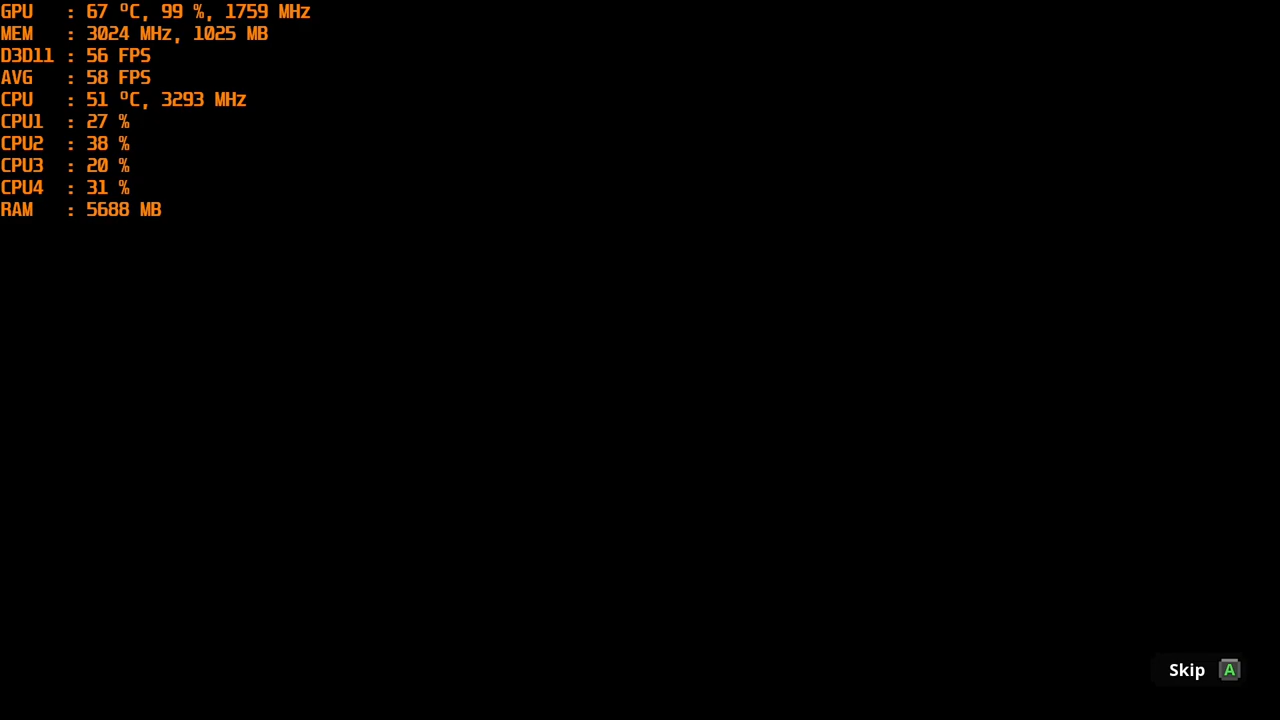 GPU : 67 °C, 99 %, 1759 MHz
MEM : 3024 MHz, 1025 MB
D3D11 : 56 FPS
AVG : 58 FPS
CPU : 51 °C, 3293 MHz
CPU1 : 27 %
CPU2 : 38 %
CPU3 : 20 %
CPU4 : 31 %
RAM : 5688 MB
Skip A